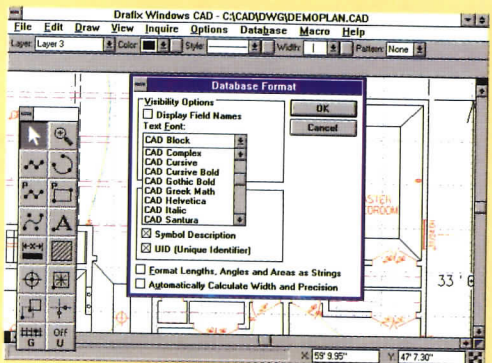 Drafix Windows CAD - C:\CAD\DWG\DEMOPLAN.CAD
File Edit Draw View Inquire Options Database Macro Help
Layer: Layer 3 Color: Style: Width: Pattern: None
Database Format
Visibility Options
Display Field Names
Text Font:
CAD Block
CAD Complex
CAD Cursive
CAD Cursive Bold
CAD Gothic Bold
CAD Greek Math
CAD Helvetica
CAD Italic
CAD Santura
Symbol Description
UID (Unique Identifier)
Format Lengths, Angles and Areas as Strings
Automatically Calculate Width and Precision
OK
Cancel
P P
A
G
Off
U
33'
X: 59' 9.95" Y: 47' 7.30"